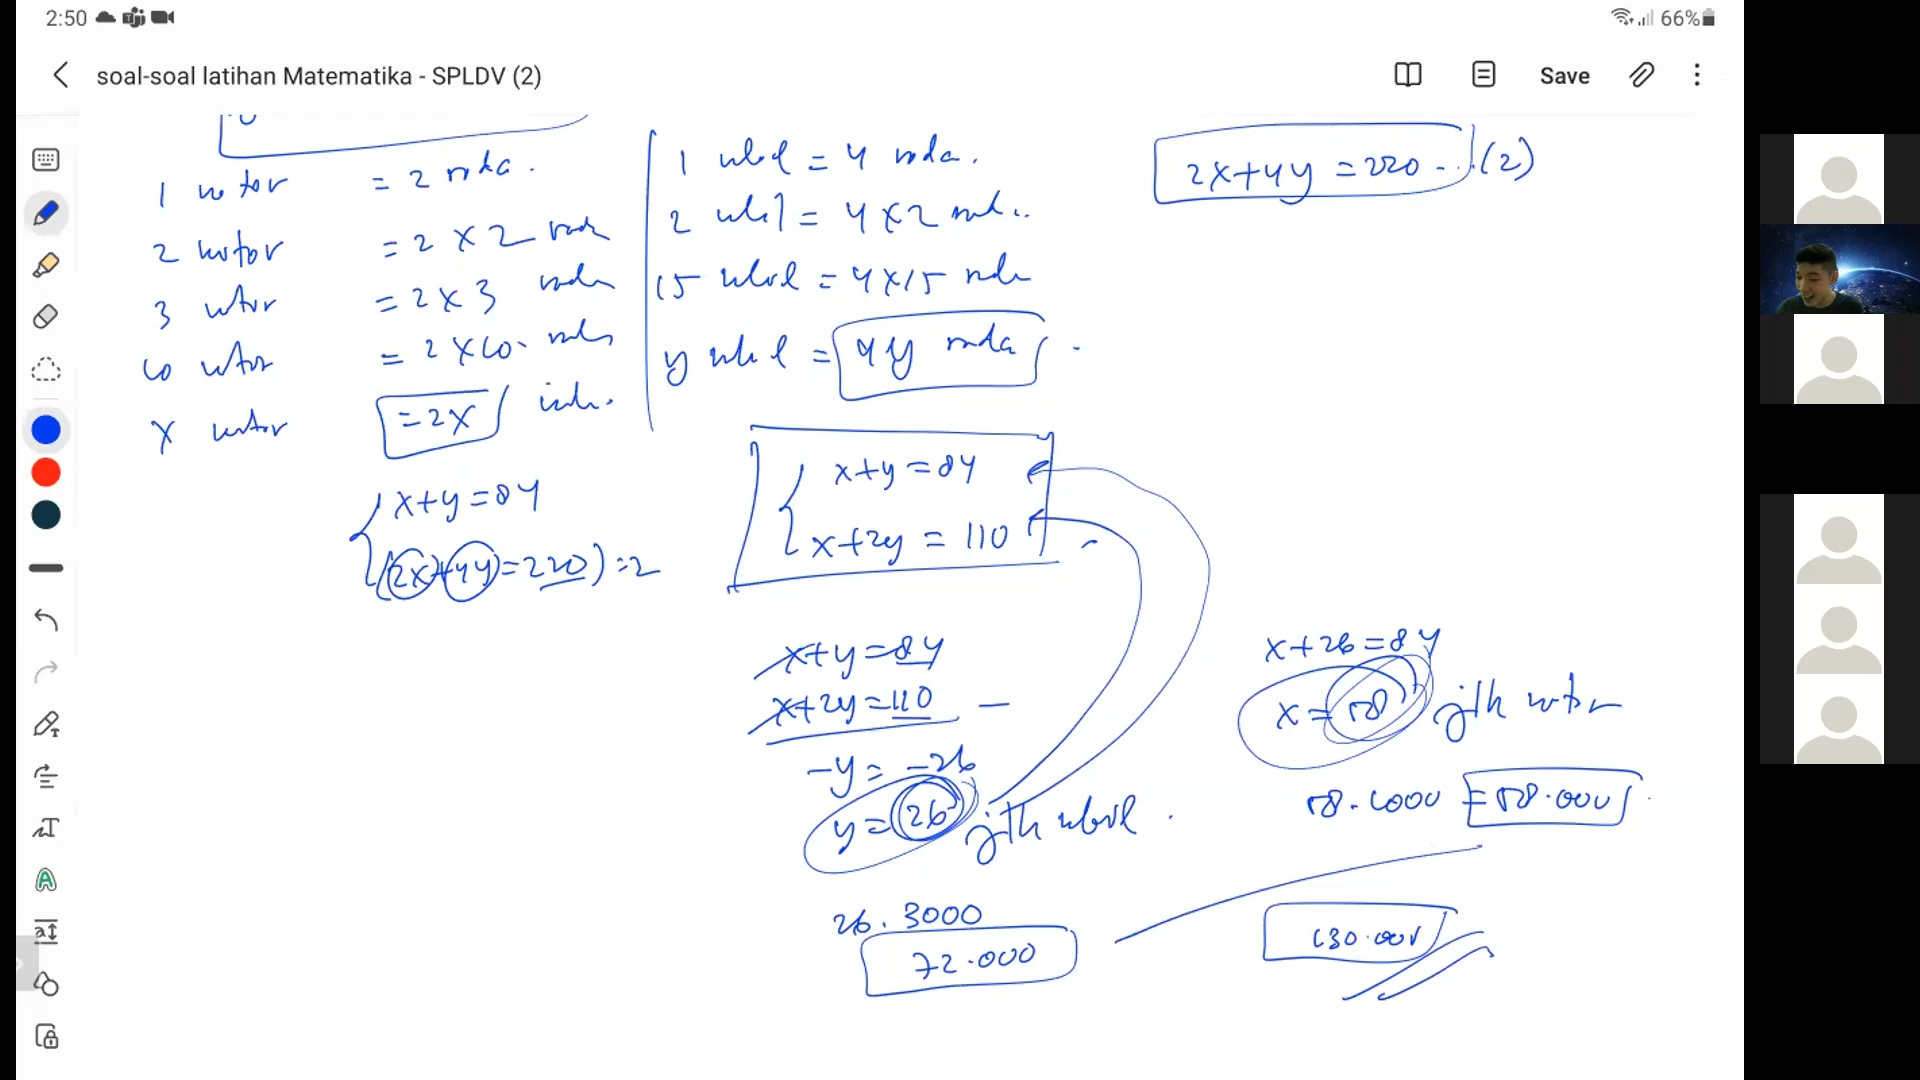 2:50
66%
soal-soal latihan Matematika - SPLDV (2)
Save
1 motor = 2 roda.
2 motor = 2 x 2 roda
3 motor = 2 x 3 roda
10 motor = 2 x 10 roda
x motor = 2x roda.
1 mobil = 4 roda.
2 mobil = 4 x 2 roda.
15 mobil = 4 x 15 roda
y mobil = 4y roda.
2x+4y = 220 ... (2)
x+y = 84
(2x+4y = 220) :2
x+y = 84
x+2y = 110
x+y = 84
x+2y = 110 —
-y = -26
y = 26 jlh mobil.
26.3000
72.000
x+26 = 84
x = 58 jlh motor
58.1000 = 58.000
130.000